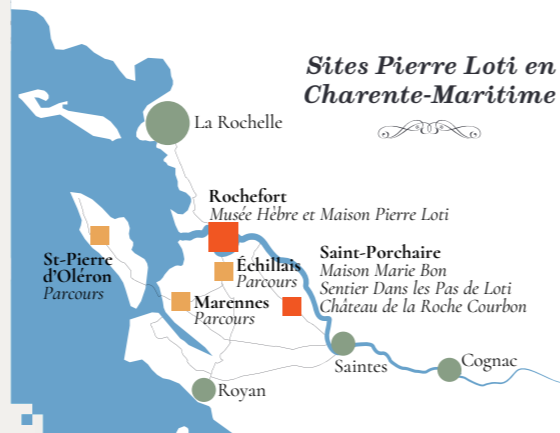 Sites Pierre Loti en
Charente-Maritime
La Rochelle
Rochefort
Musée Hèbre et Maison Pierre Loti
St-Pierre
d'Oléron
Parcours
Échillais
Parcours
Marennes
Parcours
Saint-Porchaire
Maison Marie Bon
Sentier Dans les Pas de Loti
Château de la Roche Courbon
Saintes
Cognac
Royan